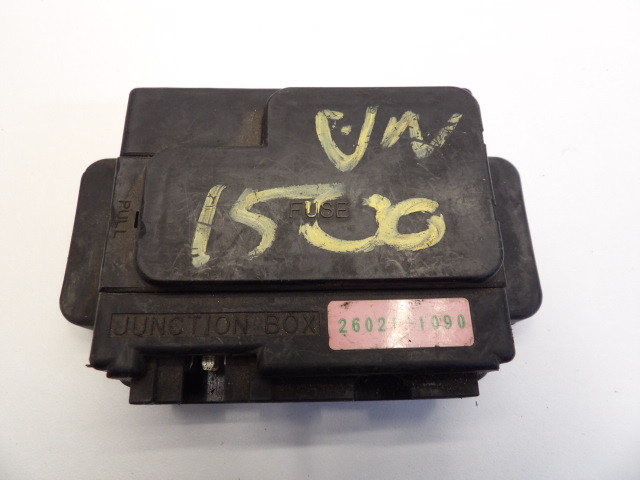 VN
1500
FUSE
PULL
JUNCTION BOX
26021-1090